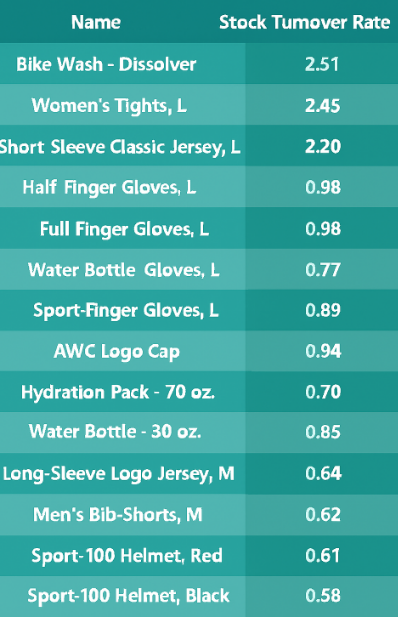 Name Stock Tumover Rate
Bike Wash - Dissolver 2.51
Women's Tights, L 2.45
Short Sleeve Classic Jersey, L 2.20
Half Finger Gloves, L 0.98
Full Finger Gloves, L 0.98
Water Bottle Gloves, L 0.77
Sport-Finger Gloves, L 0.89
AWC Logo Cap 0.94
Hydration Pack - 70 oz. 0.70
Water Bottle - 30 oz. 0.85
Long-Sleeve Logo Jersey, M 0.64
Men's Bib-Shorts, M 0.62
Sport-100 Helmet, Red 0.61
Sport-100 Helmet, Black 0.58